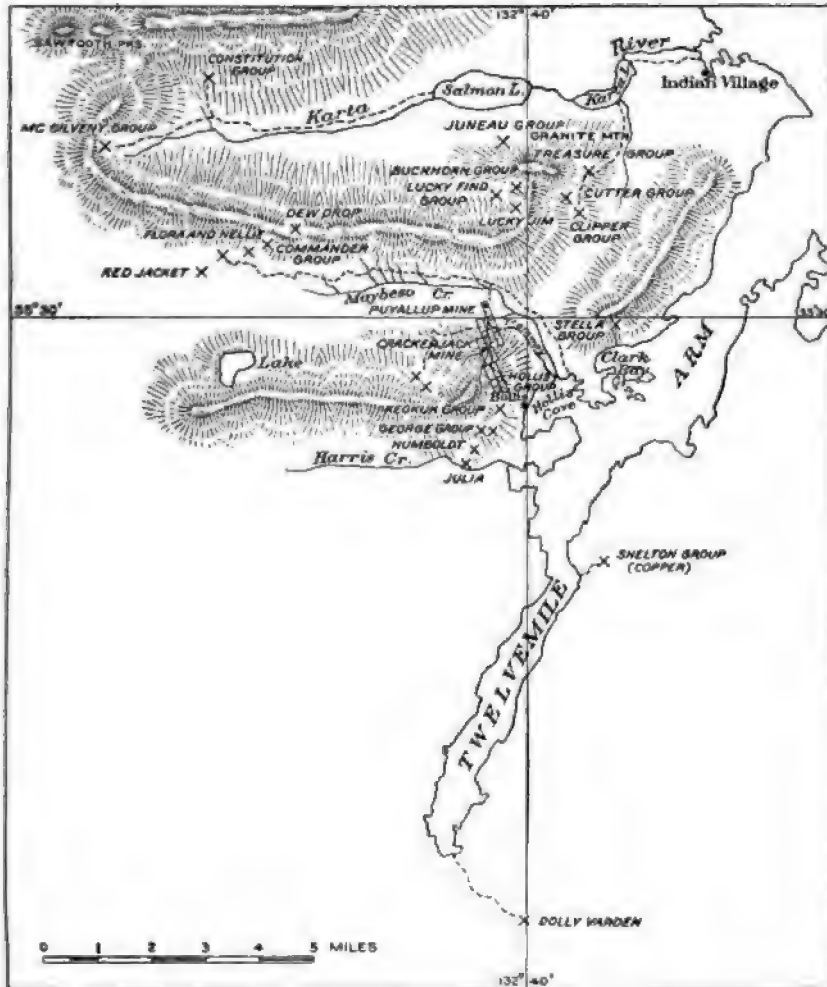 132° 40'
SAWTOOTH PKS.
CONSTITUTION
GROUP
River
Indian Village
Salmon L.
Karta L.
Karta
MC GILVERY GROUP
JUNEAU GROUP
GRANITE MTN.
TREASURE GROUP
BUCKHORN GROUP
LUCKY FIND
GROUP
CUTTER GROUP
LUCKY JIM
CLIPPER
GROUP
DEW DROP
FLORA AND NELLIE
COMMANDER
GROUP
RED JACKET
Maybeso Cr.
PUYALLUP MINE
55° 30'
STELLA
GROUP
CRACKERJACK
MINE
Lake
Clark
Bay
ARM
HOLLIS
GROUP
Hollis
Hollis
Cove
KEOKUK GROUP
GEORGE GROUP
HUMBOLDT
Harris Cr.
JULIA
SHELTON GROUP
(COPPER)
TWELVEMILE
DOLLY VARDEN
0 1 2 3 4 5 MILES
132° 40'